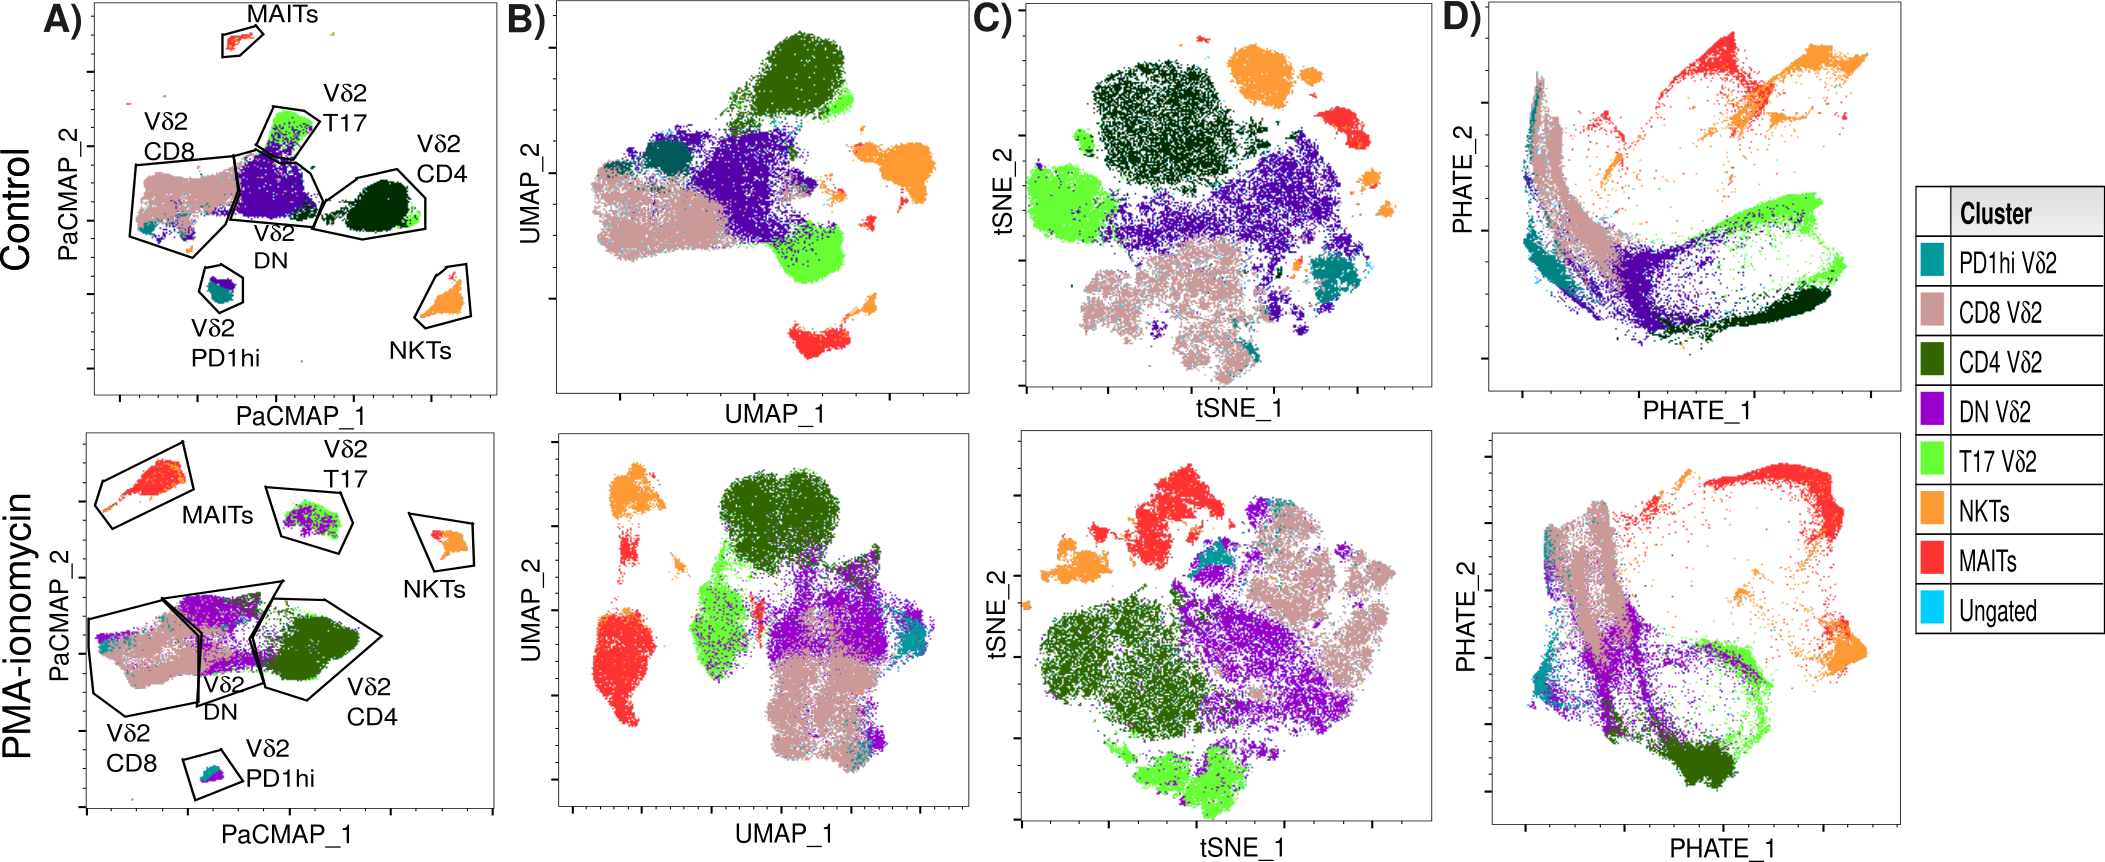 A)
B)
C)
D)
Control
PaCMAP_2
MAITs
Vδ2
T17
Vδ2
CD8
Vδ2
CD4
Vδ2
DN
Vδ2
PD1hi
NKTs
PaCMAP_1
UMAP_2
UMAP_1
tSNE_2
tSNE_1
PHATE_2
PHATE_1
PMA-ionomycin
PaCMAP_2
MAITs
Vδ2
T17
NKTs
Vδ2
DN
Vδ2
CD4
Vδ2
CD8
Vδ2
PD1hi
PaCMAP_1
UMAP_2
UMAP_1
tSNE_2
tSNE_1
PHATE_2
PHATE_1
Cluster
PD1hi Vδ2
CD8 Vδ2
CD4 Vδ2
DN Vδ2
T17 Vδ2
NKTs
MAITs
Ungated